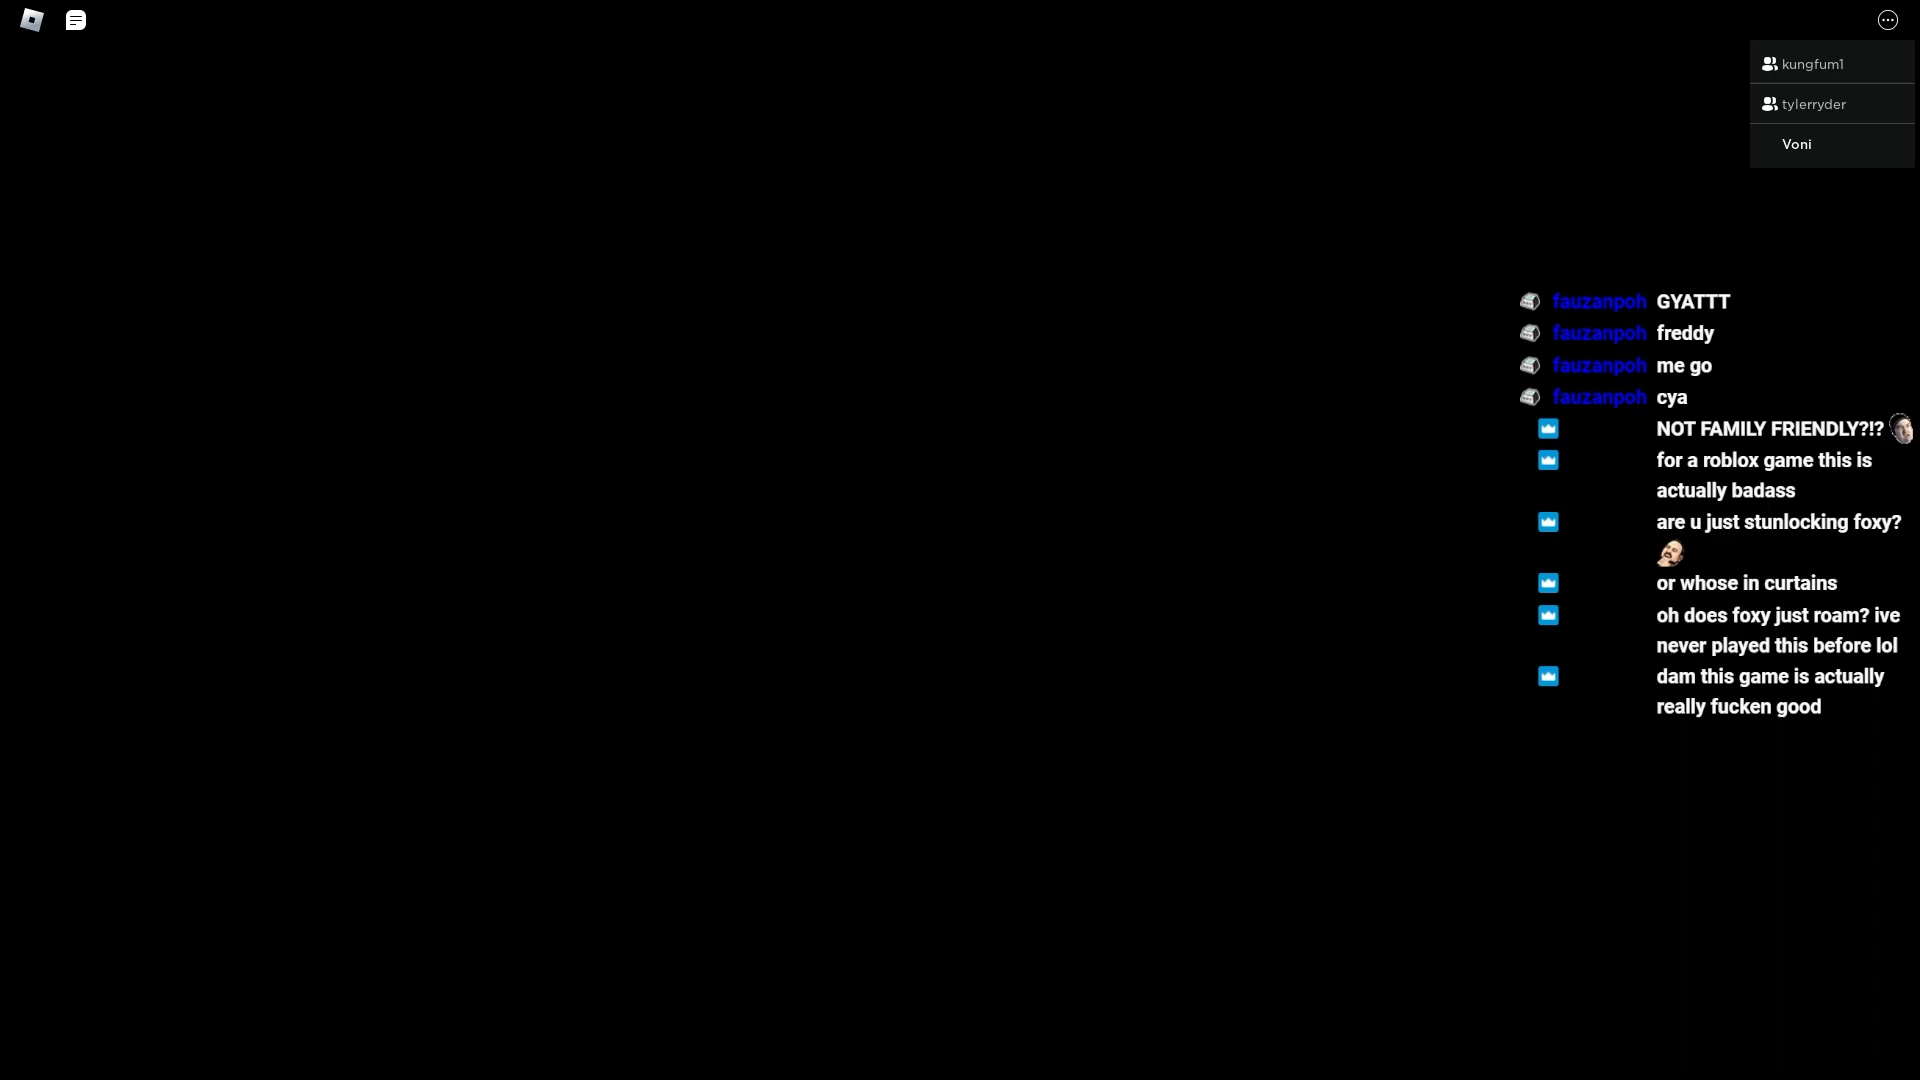 kungfum1
tylerryder
Voni
fauzanpoh GYATTT
fauzanpoh freddy
fauzanpoh me go
fauzanpoh cya
NOT FAMILY FRIENDLY?!?
for a roblox game this is
actually badass
are u just stunlocking foxy?
or whose in curtains
oh does foxy just roam? ive
never played this before lol
dam this game is actually
really fucken good